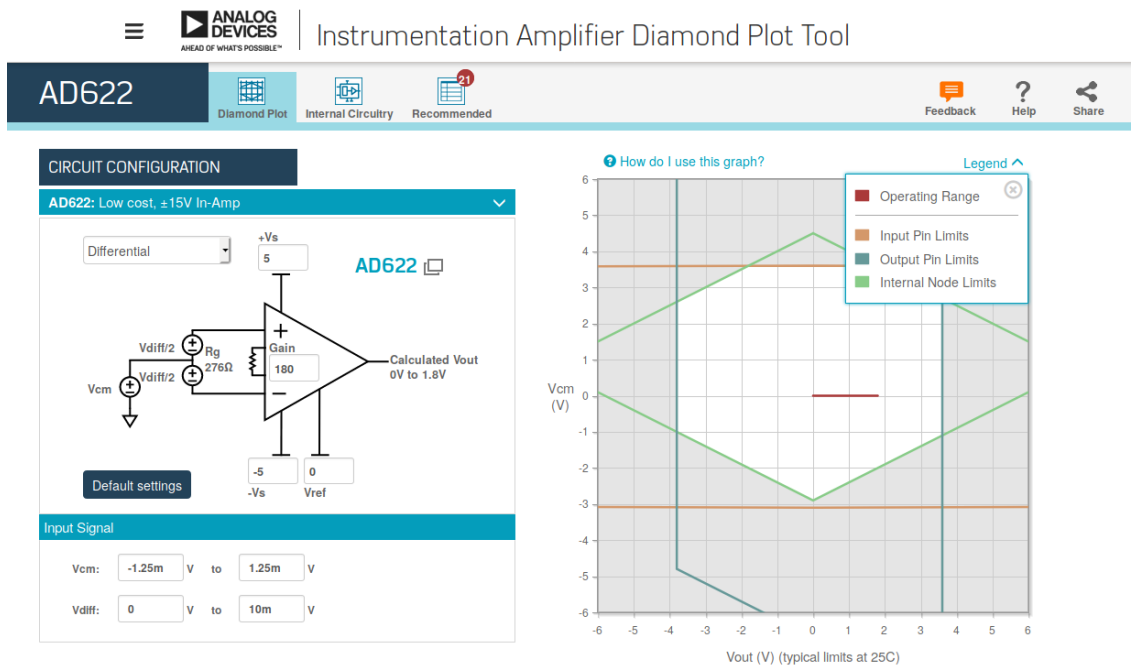 ANALOG
DEVICES
AHEAD OF WHAT'S POSSIBLE™
Instrumentation Amplifier Diamond Plot Tool
AD622
Diamond Plot
Internal Circuitry
21
Recommended
Feedback
?
Help
Share
CIRCUIT CONFIGURATION
AD622: Low cost, ±15V In-Amp
Differential
+Vs
5
AD622
Vdiff/2
Rg
276Ω
Gain
180
Vdiff/2
Vcm
Calculated Vout
0V to 1.8V
-5
0
-Vs
Vref
Default settings
Input Signal
Vcm: -1.25m V to 1.25m V
Vdiff: 0 V to 10m V
? How do I use this graph?
Legend
Operating Range
Input Pin Limits
Output Pin Limits
Internal Node Limits
6
5
4
3
2
1
0
-1
-2
-3
-4
-5
-6
Vcm
(V)
-6 -5 -4 -3 -2 -1 0 1 2 3 4 5 6
Vout (V) (typical limits at 25C)